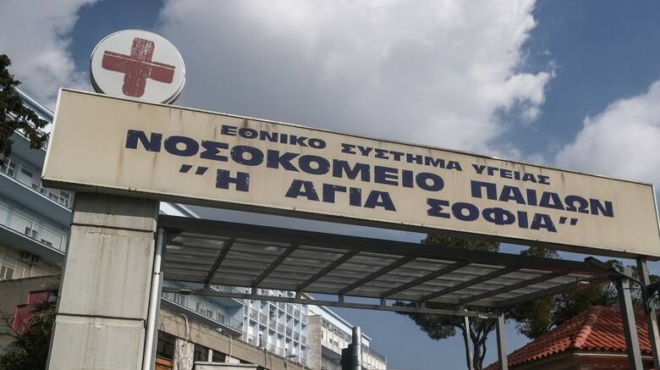 ΕΘΝΙΚΟ ΣΥΣΤΗΜΑ ΥΓΕΙΑΣ
ΝΟΣΟΚΟΜΕΙΟ ΠΑΙΔΩΝ
''Η ΑΓΙΑ ΣΟΦΙΑ''